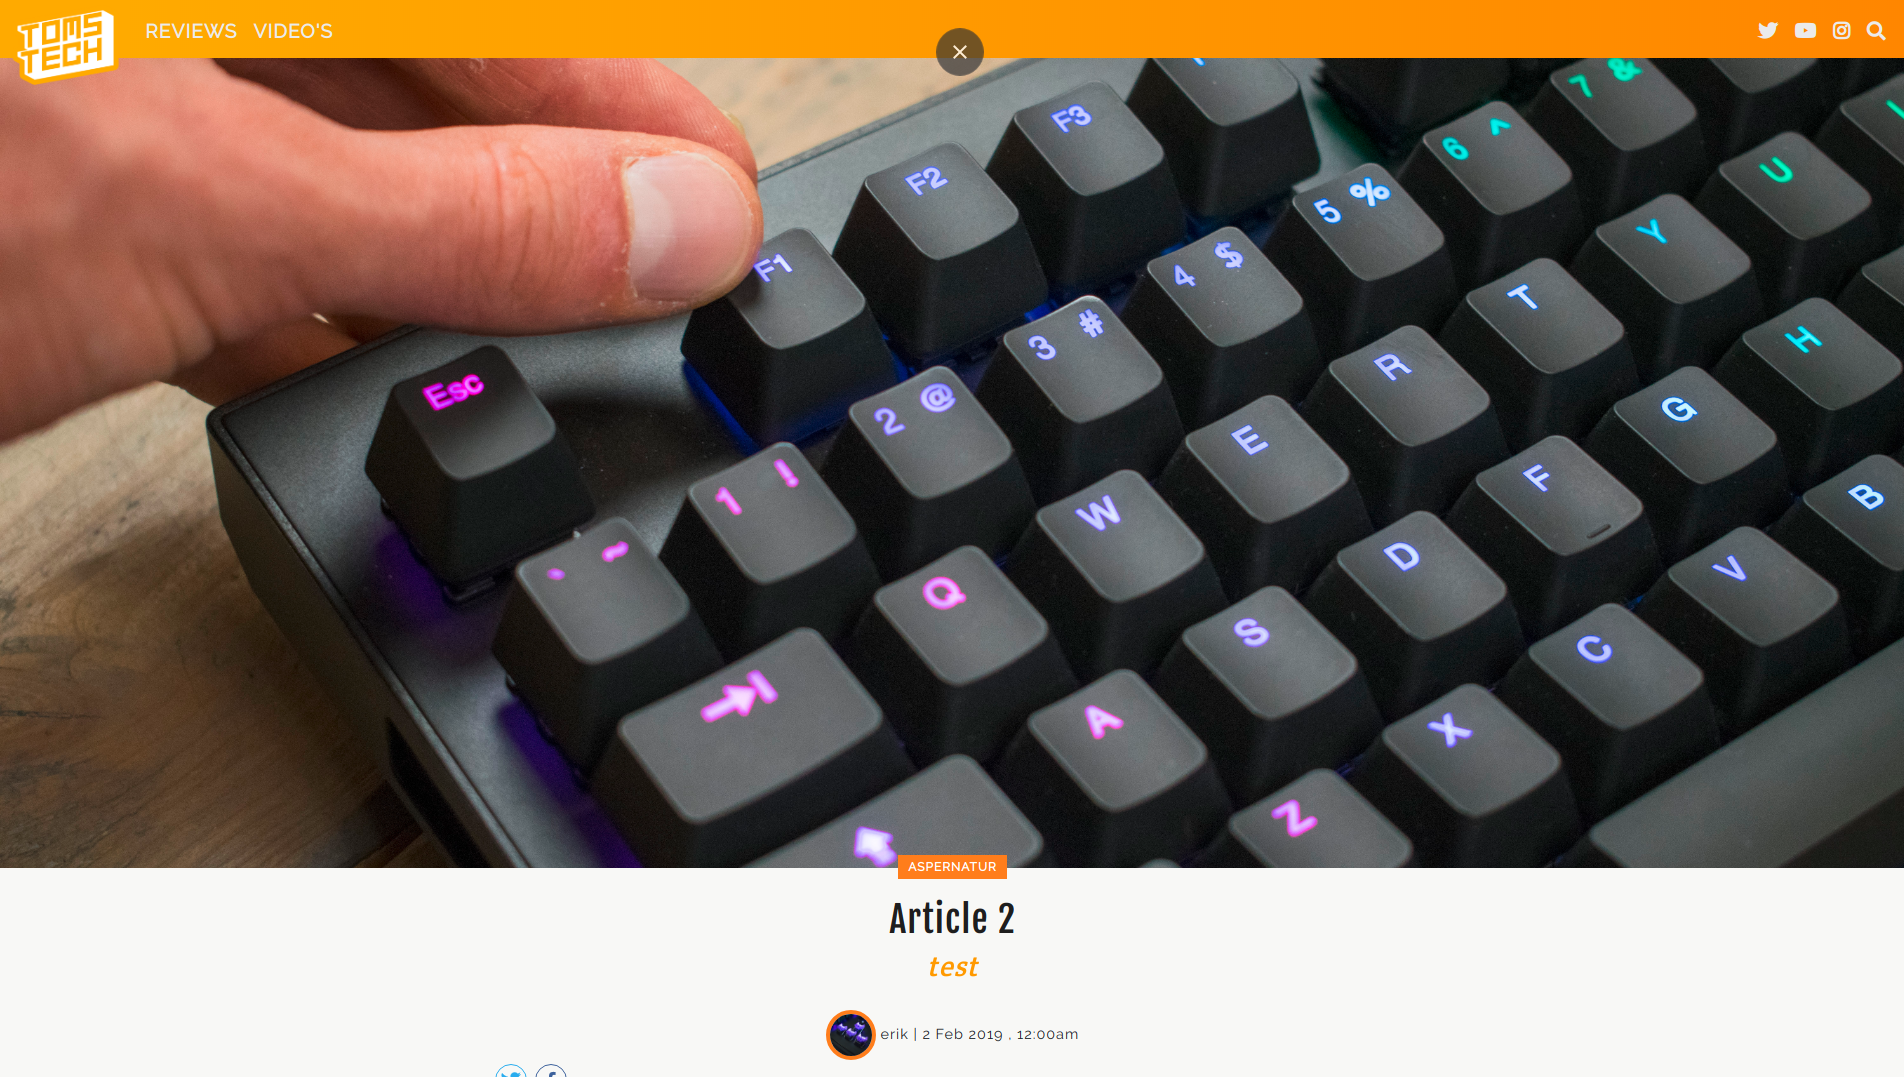 TOMS
TECH
REVIEWS VIDEO'S
F3
F2
F1
Esc
7 &
6 ^
5 %
4 $
3 #
2 @
1 !
` ~
U
Y
T
R
E
W
Q
H
G
F
D
S
A
B
V
C
X
Z
ASPERNATUR
Article 2
test
erik | 2 Feb 2019 , 12:00am